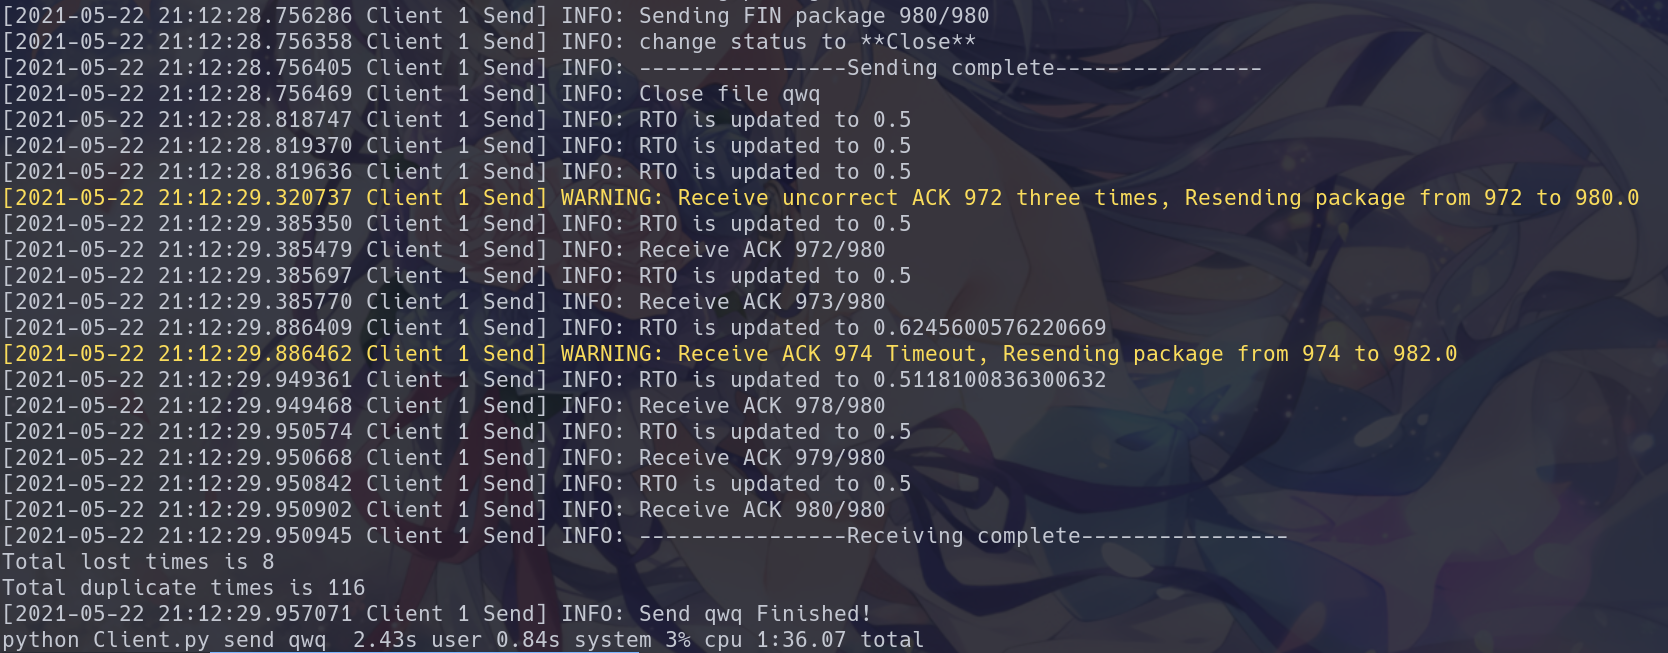 [2021-05-22 21:12:28.756286 Client 1 Send] INFO: Sending FIN package 980/980
[2021-05-22 21:12:28.756358 Client 1 Send] INFO: change status to **Close**
[2021-05-22 21:12:28.756405 Client 1 Send] INFO: ----------------Sending complete----------------
[2021-05-22 21:12:28.756469 Client 1 Send] INFO: Close file qwq
[2021-05-22 21:12:28.818747 Client 1 Send] INFO: RTO is updated to 0.5
[2021-05-22 21:12:28.819370 Client 1 Send] INFO: RTO is updated to 0.5
[2021-05-22 21:12:28.819636 Client 1 Send] INFO: RTO is updated to 0.5
[2021-05-22 21:12:29.320737 Client 1 Send] WARNING: Receive uncorrect ACK 972 three times, Resending package from 972 to 980.0
[2021-05-22 21:12:29.385350 Client 1 Send] INFO: RTO is updated to 0.5
[2021-05-22 21:12:29.385479 Client 1 Send] INFO: Receive ACK 972/980
[2021-05-22 21:12:29.385697 Client 1 Send] INFO: RTO is updated to 0.5
[2021-05-22 21:12:29.385770 Client 1 Send] INFO: Receive ACK 973/980
[2021-05-22 21:12:29.886409 Client 1 Send] INFO: RTO is updated to 0.6245600576220669
[2021-05-22 21:12:29.886462 Client 1 Send] WARNING: Receive ACK 974 Timeout, Resending package from 974 to 982.0
[2021-05-22 21:12:29.949361 Client 1 Send] INFO: RTO is updated to 0.5118100836300632
[2021-05-22 21:12:29.949468 Client 1 Send] INFO: Receive ACK 978/980
[2021-05-22 21:12:29.950574 Client 1 Send] INFO: RTO is updated to 0.5
[2021-05-22 21:12:29.950668 Client 1 Send] INFO: Receive ACK 979/980
[2021-05-22 21:12:29.950842 Client 1 Send] INFO: RTO is updated to 0.5
[2021-05-22 21:12:29.950902 Client 1 Send] INFO: Receive ACK 980/980
[2021-05-22 21:12:29.950945 Client 1 Send] INFO: ----------------Receiving complete----------------
Total lost times is 8
Total duplicate times is 116
[2021-05-22 21:12:29.957071 Client 1 Send] INFO: Send qwq Finished!
python Client.py send qwq  2.43s user 0.84s system 3% cpu 1:36.07 total